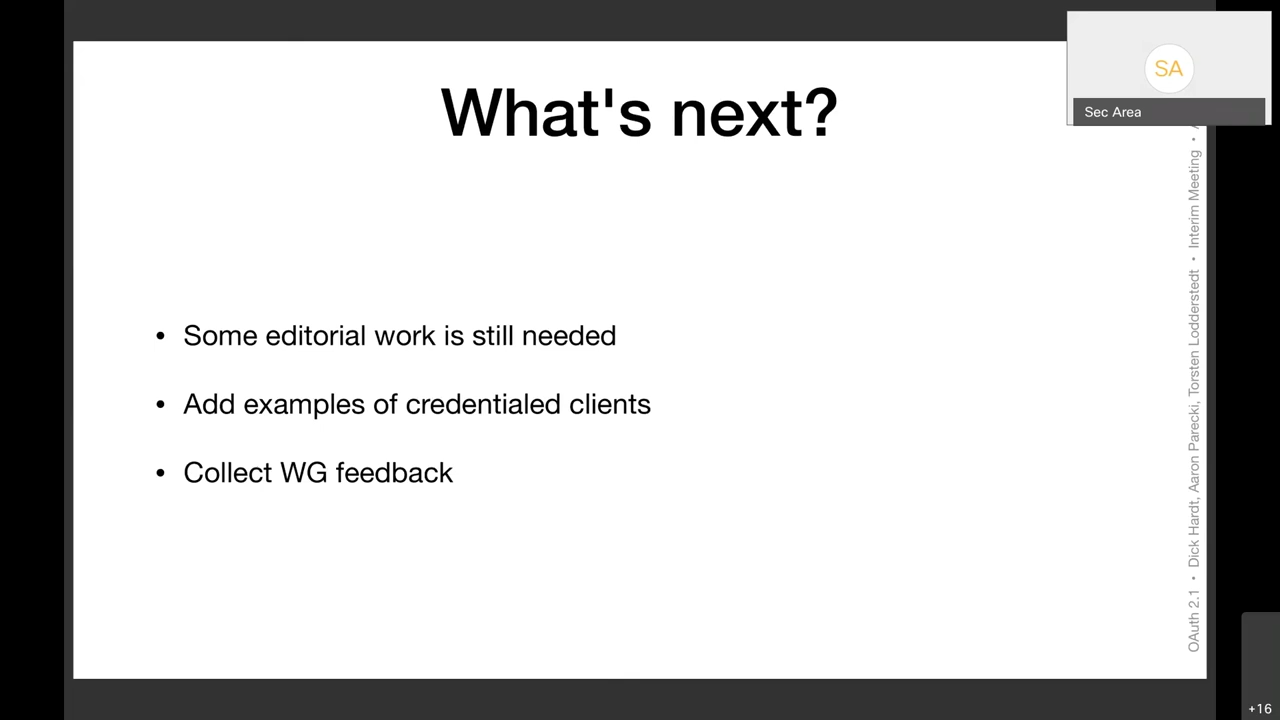 What's next?
• Some editorial work is still needed
• Add examples of credentialed clients
• Collect WG feedback
OAuth 2.1 • Dick Hardt, Aaron Parecki, Torsten Lodderstedt • Interim Meeting •
SA
Sec Area
+16